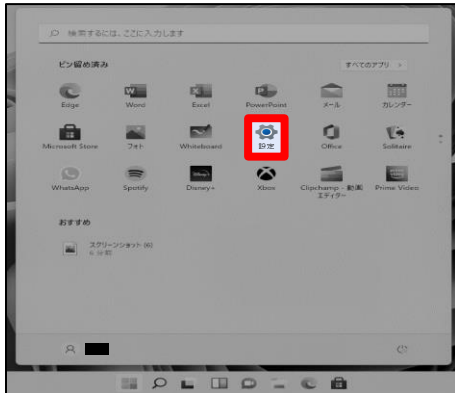 検索するには、ここに入力します
ピン留め済み
すべてのアプリ >
Edge
Word
Excel
PowerPoint
メール
カレンダー
Microsoft Store
フォト
Whiteboard
設定
Office
Solitaire
WhatsApp
Spotify
Disney+
Xbox
Clipchamp - 動画
エディター
Prime Video
おすすめ
スクリーンショット (6)
6 分前